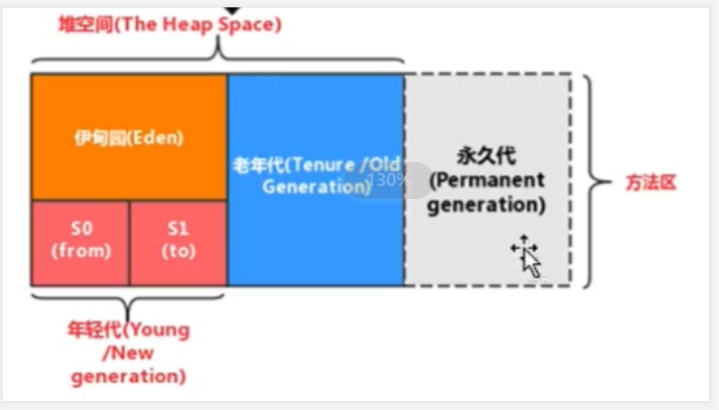 堆空间(The Heap Space)
伊甸园(Eden)
S0
(from)
S1
(to)
老年代(Tenure /Old
Generation)
130%
永久代
(Permanent
generation)
方法区
年轻代(Young
/New
generation)